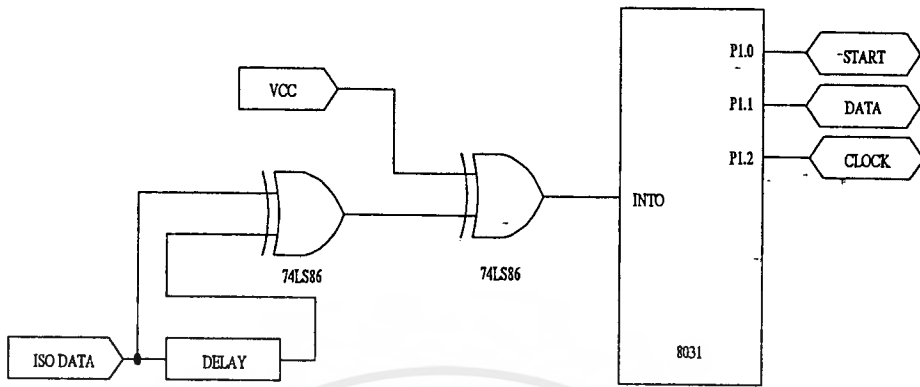 P1.0
START
VCC
P1.1
DATA
P1.2
CLOCK
INTO
74LS86
74LS86
ISO DATA
DELAY
8031